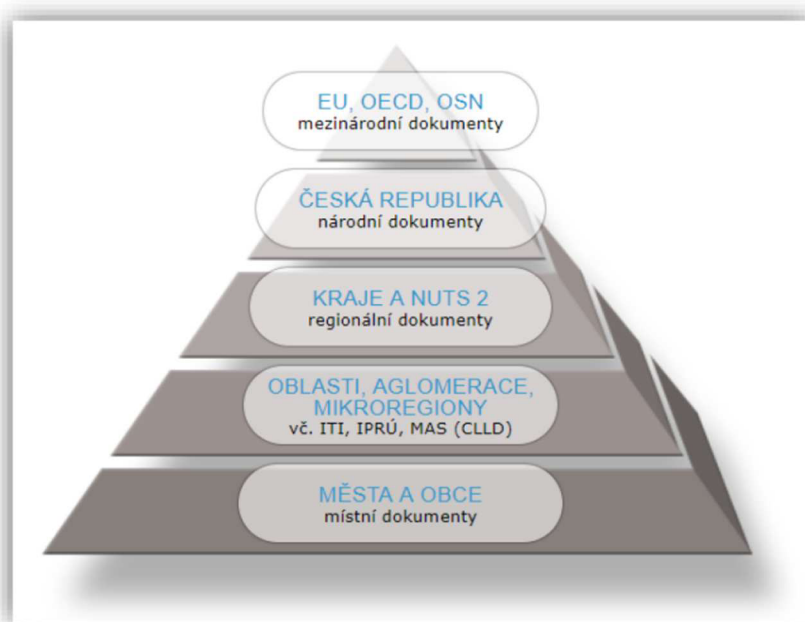 EU, OECD, OSN
mezinárodní dokumenty
ČESKÁ REPUBLIKA
národní dokumenty
KRAJE A NUTS 2
regionální dokumenty
OBLASTI, AGLOMERACE,
MIKROREGIONY
vč. ITI, IPRÚ, MAS (CLLD)
MĚSTA A OBCE
místní dokumenty